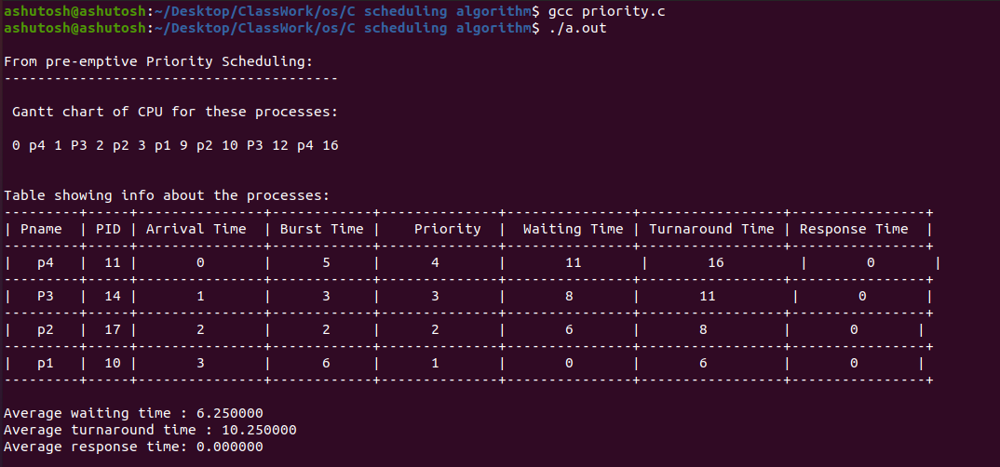 ashutosh@ashutosh:~/Desktop/ClassWork/os/C scheduling algorithm$ gcc priority.c
ashutosh@ashutosh:~/Desktop/ClassWork/os/C scheduling algorithm$ ./a.out
From pre-emptive Priority Scheduling:
----------------------------------------
Gantt chart of CPU for these processes:
0 p4 1 P3 2 p2 3 p1 9 p2 10 P3 12 p4 16
Table showing info about the processes:
---------+-----+---------------+------------+--------------+---------------+-----------------+----------------+
| Pname | PID | Arrival Time | Burst Time | Priority | Waiting Time | Turnaround Time | Response Time |
---------+-----+---------------+------------+--------------+---------------+-----------------+----------------+
| p4 | 11 | 0 | 5 | 4 | 11 | 16 | 0 |
---------+-----+---------------+------------+--------------+---------------+-----------------+----------------+
| P3 | 14 | 1 | 3 | 3 | 8 | 11 | 0 |
---------+-----+---------------+------------+--------------+---------------+-----------------+----------------+
| p2 | 17 | 2 | 2 | 2 | 6 | 8 | 0 |
---------+-----+---------------+------------+--------------+---------------+-----------------+----------------+
| p1 | 10 | 3 | 6 | 1 | 0 | 6 | 0 |
---------+-----+---------------+------------+--------------+---------------+-----------------+----------------+
Average waiting time : 6.250000
Average turnaround time : 10.250000
Average response time: 0.000000